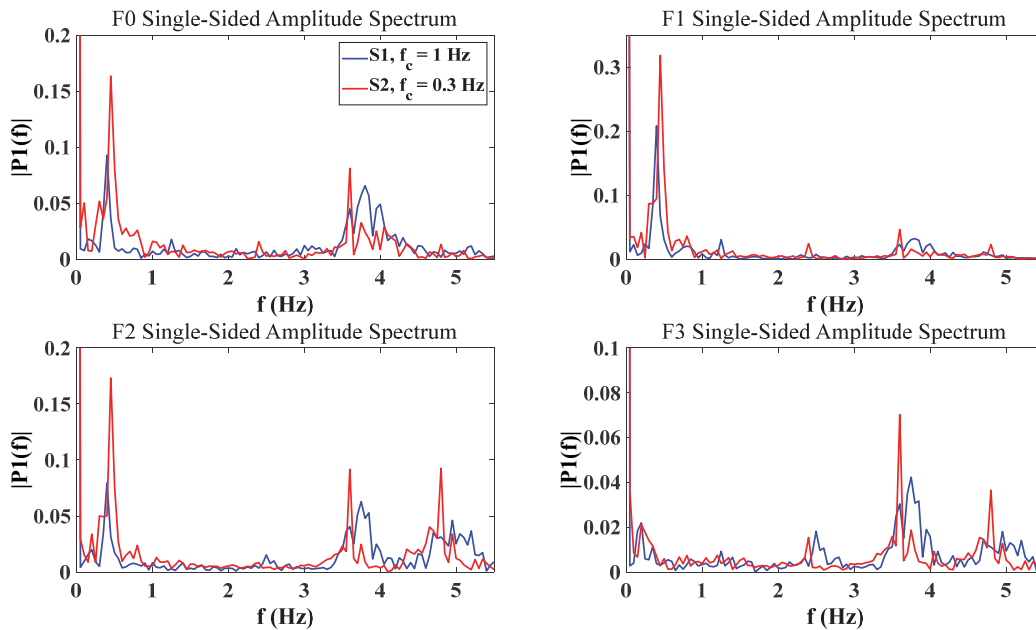 F0 Single-Sided Amplitude Spectrum
0.2
0.15
0.1
0.05
0
|P1(f)|
S1, f_c = 1 Hz
S2, f_c = 0.3 Hz
0 1 2 3 4 5
f (Hz)
F1 Single-Sided Amplitude Spectrum
0.3
0.2
0.1
0
|P1(f)|
0 1 2 3 4 5
f (Hz)
F2 Single-Sided Amplitude Spectrum
0.2
0.15
0.1
0.05
0
|P1(f)|
0 1 2 3 4 5
f (Hz)
F3 Single-Sided Amplitude Spectrum
0.1
0.08
0.06
0.04
0.02
0
|P1(f)|
0 1 2 3 4 5
f (Hz)